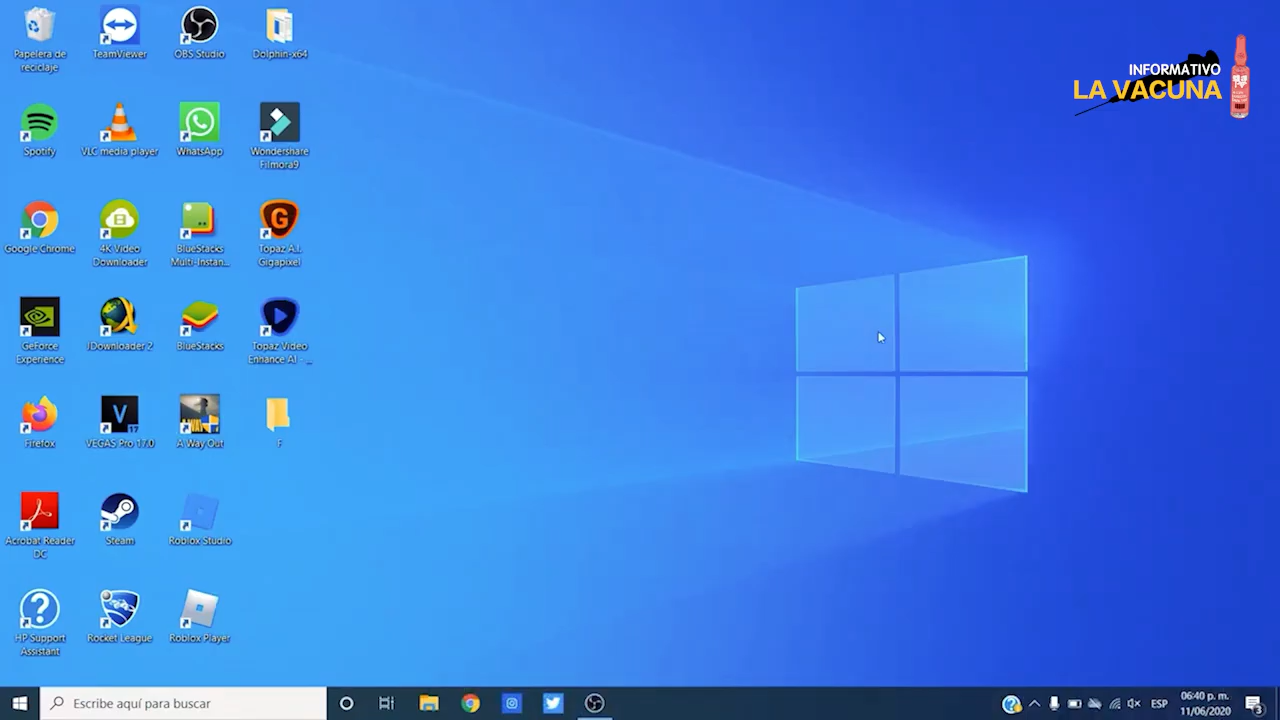 Papelera de
reciclaje
TeamViewer
OBS Studio
Dolphin-x64
INFORMATIVO
LA VACUNA
Spotify
VLC media player
WhatsApp
Wondershare
Filmora9
Google Chrome
4K Video
Downloader
BlueStacks
Multi-Instan...
Topaz A.I.
Gigapixel
GeForce
Experience
JDownloader 2
BlueStacks
Topaz Video
Enhance AI - ...
Firefox
VEGAS Pro 17.0
A Way Out
F
Acrobat Reader
DC
Steam
Roblox Studio
HP Support
Assistant
Rocket League
Roblox Player
Escribe aquí para buscar
ESP
06:40 p. m.
11/06/2020
3